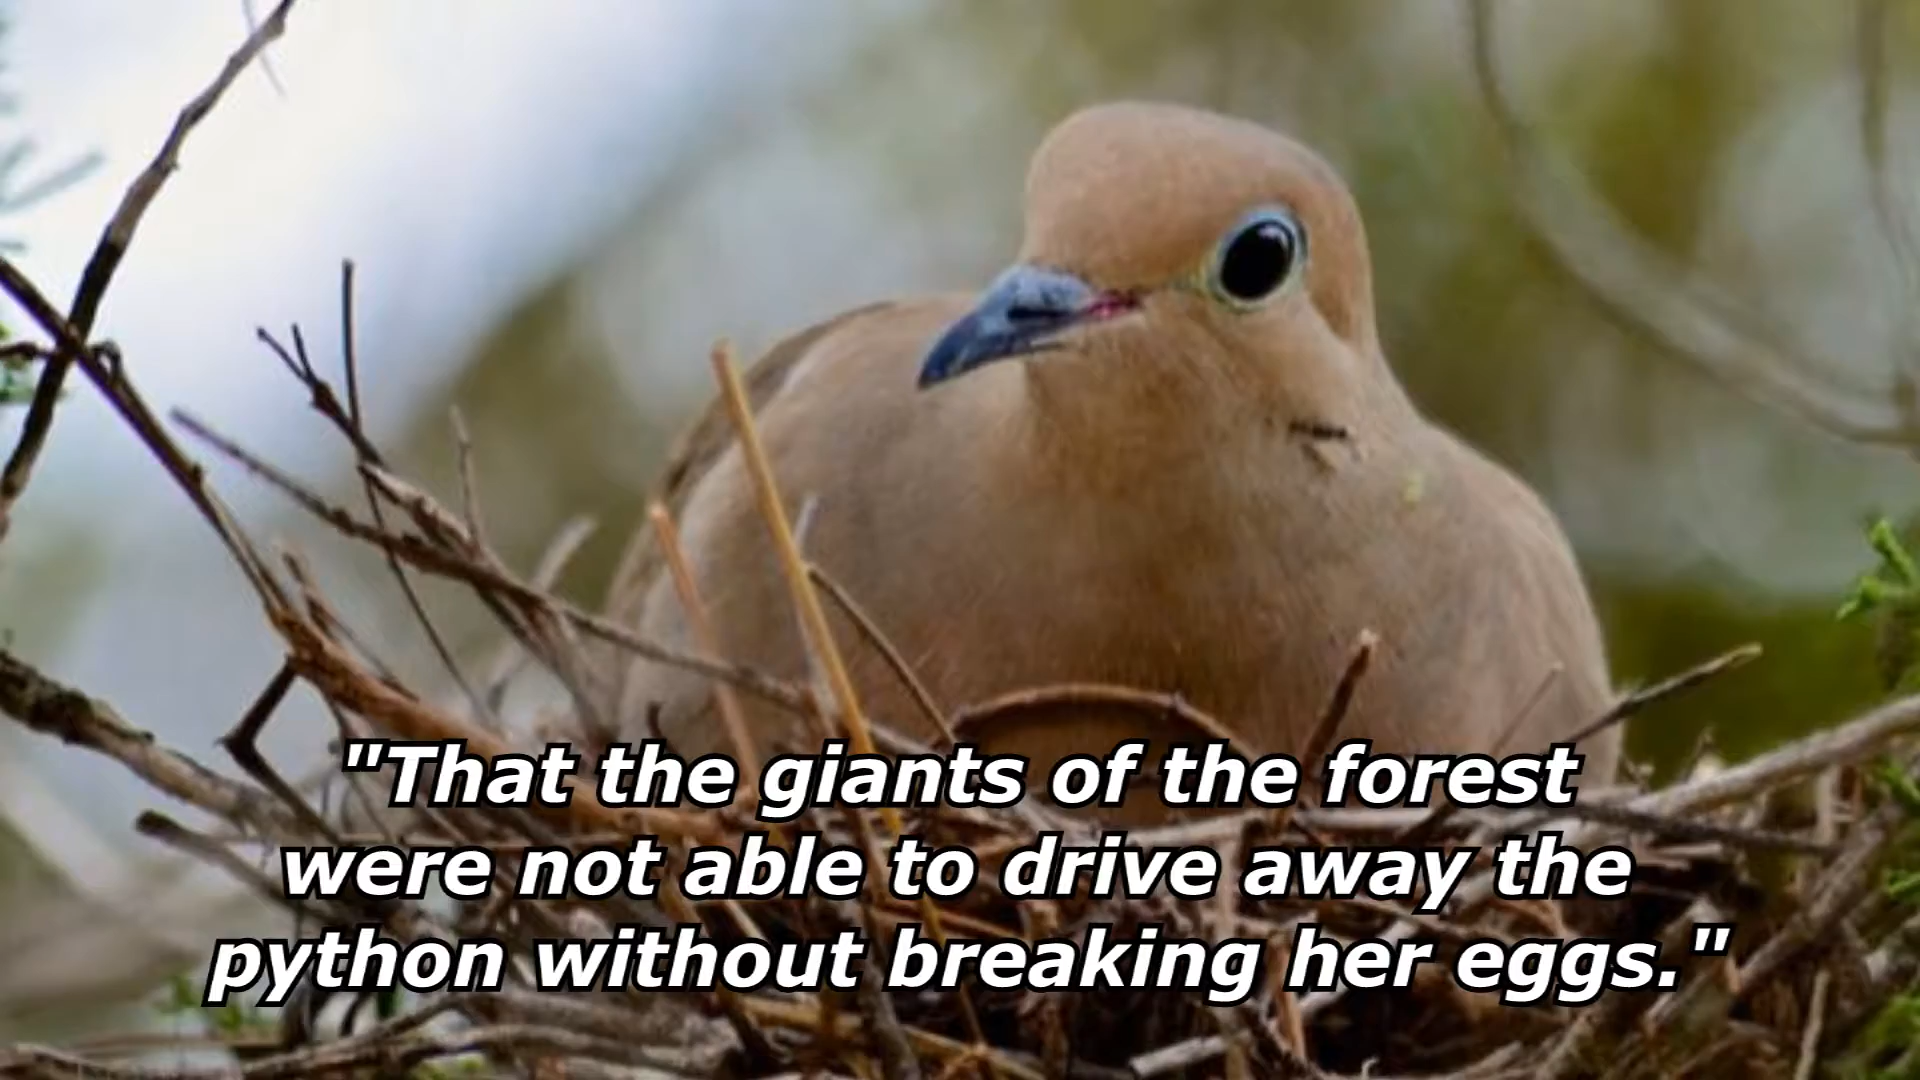 "That the giants of the forest
were not able to drive away the
python without breaking her eggs."